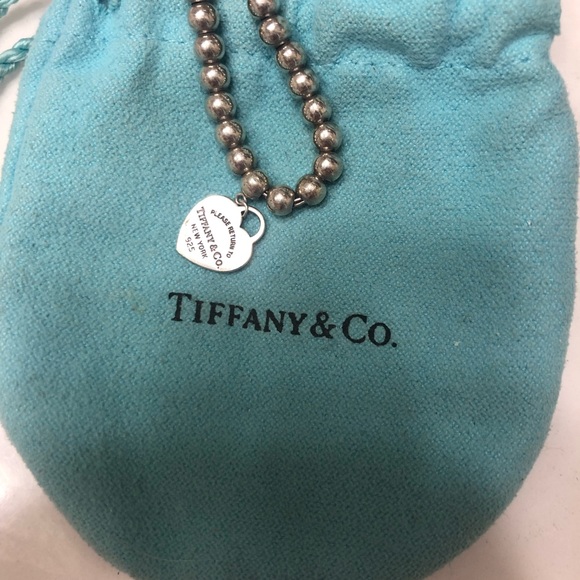 PLEASE RETURN TO
TIFFANY & CO.
NEW YORK
925
TIFFANY & CO.